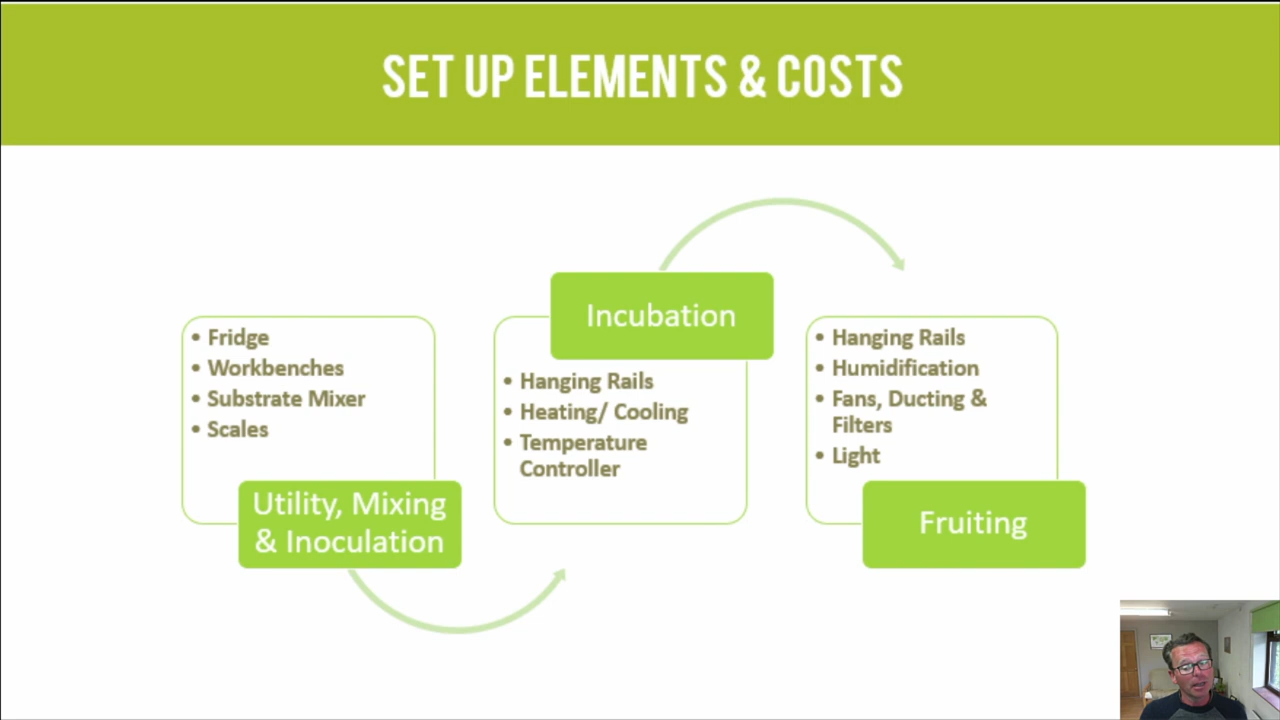 SET UP ELEMENTS & COSTS
• Fridge
• Workbenches
• Substrate Mixer
• Scales
Utility, Mixing
& Inoculation
Incubation
• Hanging Rails
• Heating/ Cooling
• Temperature
Controller
• Hanging Rails
• Humidification
• Fans, Ducting &
Filters
• Light
Fruiting